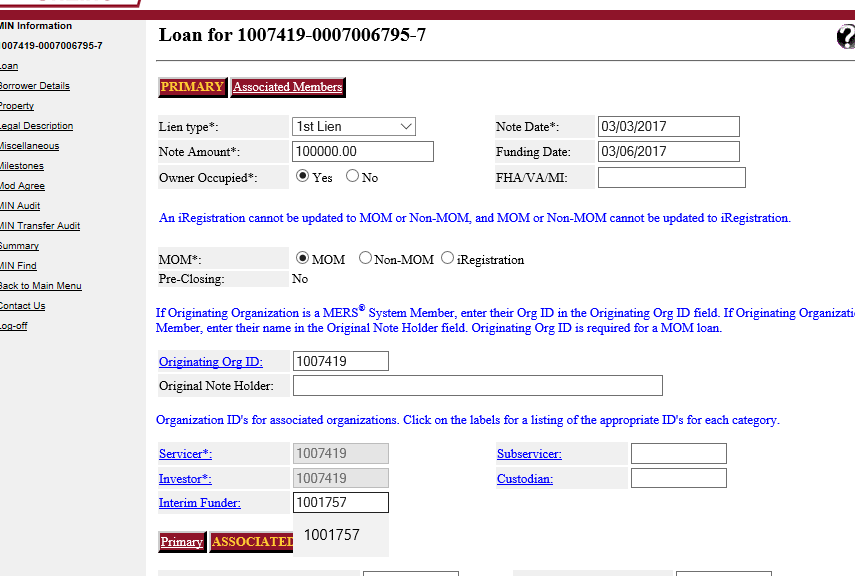 MIN Information
1007419-0007006795-7
Loan
Borrower Details
Property
Legal Description
Miscellaneous
Milestones
Mod Agree
MIN Audit
MIN Transfer Audit
Summary
MIN Find
Back to Main Menu
Contact Us
Log-off
Loan for 1007419-0007006795-7
?
PRIMARY Associated Members
Lien type*: 1st Lien Note Date*: 03/03/2017
Note Amount*: 100000.00 Funding Date: 03/06/2017
Owner Occupied*: Yes No FHA/VA/MI:
An iRegistration cannot be updated to MOM or Non-MOM, and MOM or Non-MOM cannot be updated to iRegistration.
MOM*: MOM Non-MOM iRegistration
Pre-Closing: No
If Originating Organization is a MERS® System Member, enter their Org ID in the Originating Org ID field. If Originating Organizati
Member, enter their name in the Original Note Holder field. Originating Org ID is required for a MOM loan.
Originating Org ID: 1007419
Original Note Holder:
Organization ID's for associated organizations. Click on the labels for a listing of the appropriate ID's for each category.
Servicer*: 1007419 Subservicer:
Investor*: 1007419 Custodian:
Interim Funder: 1001757
1001757
Primary ASSOCIATED